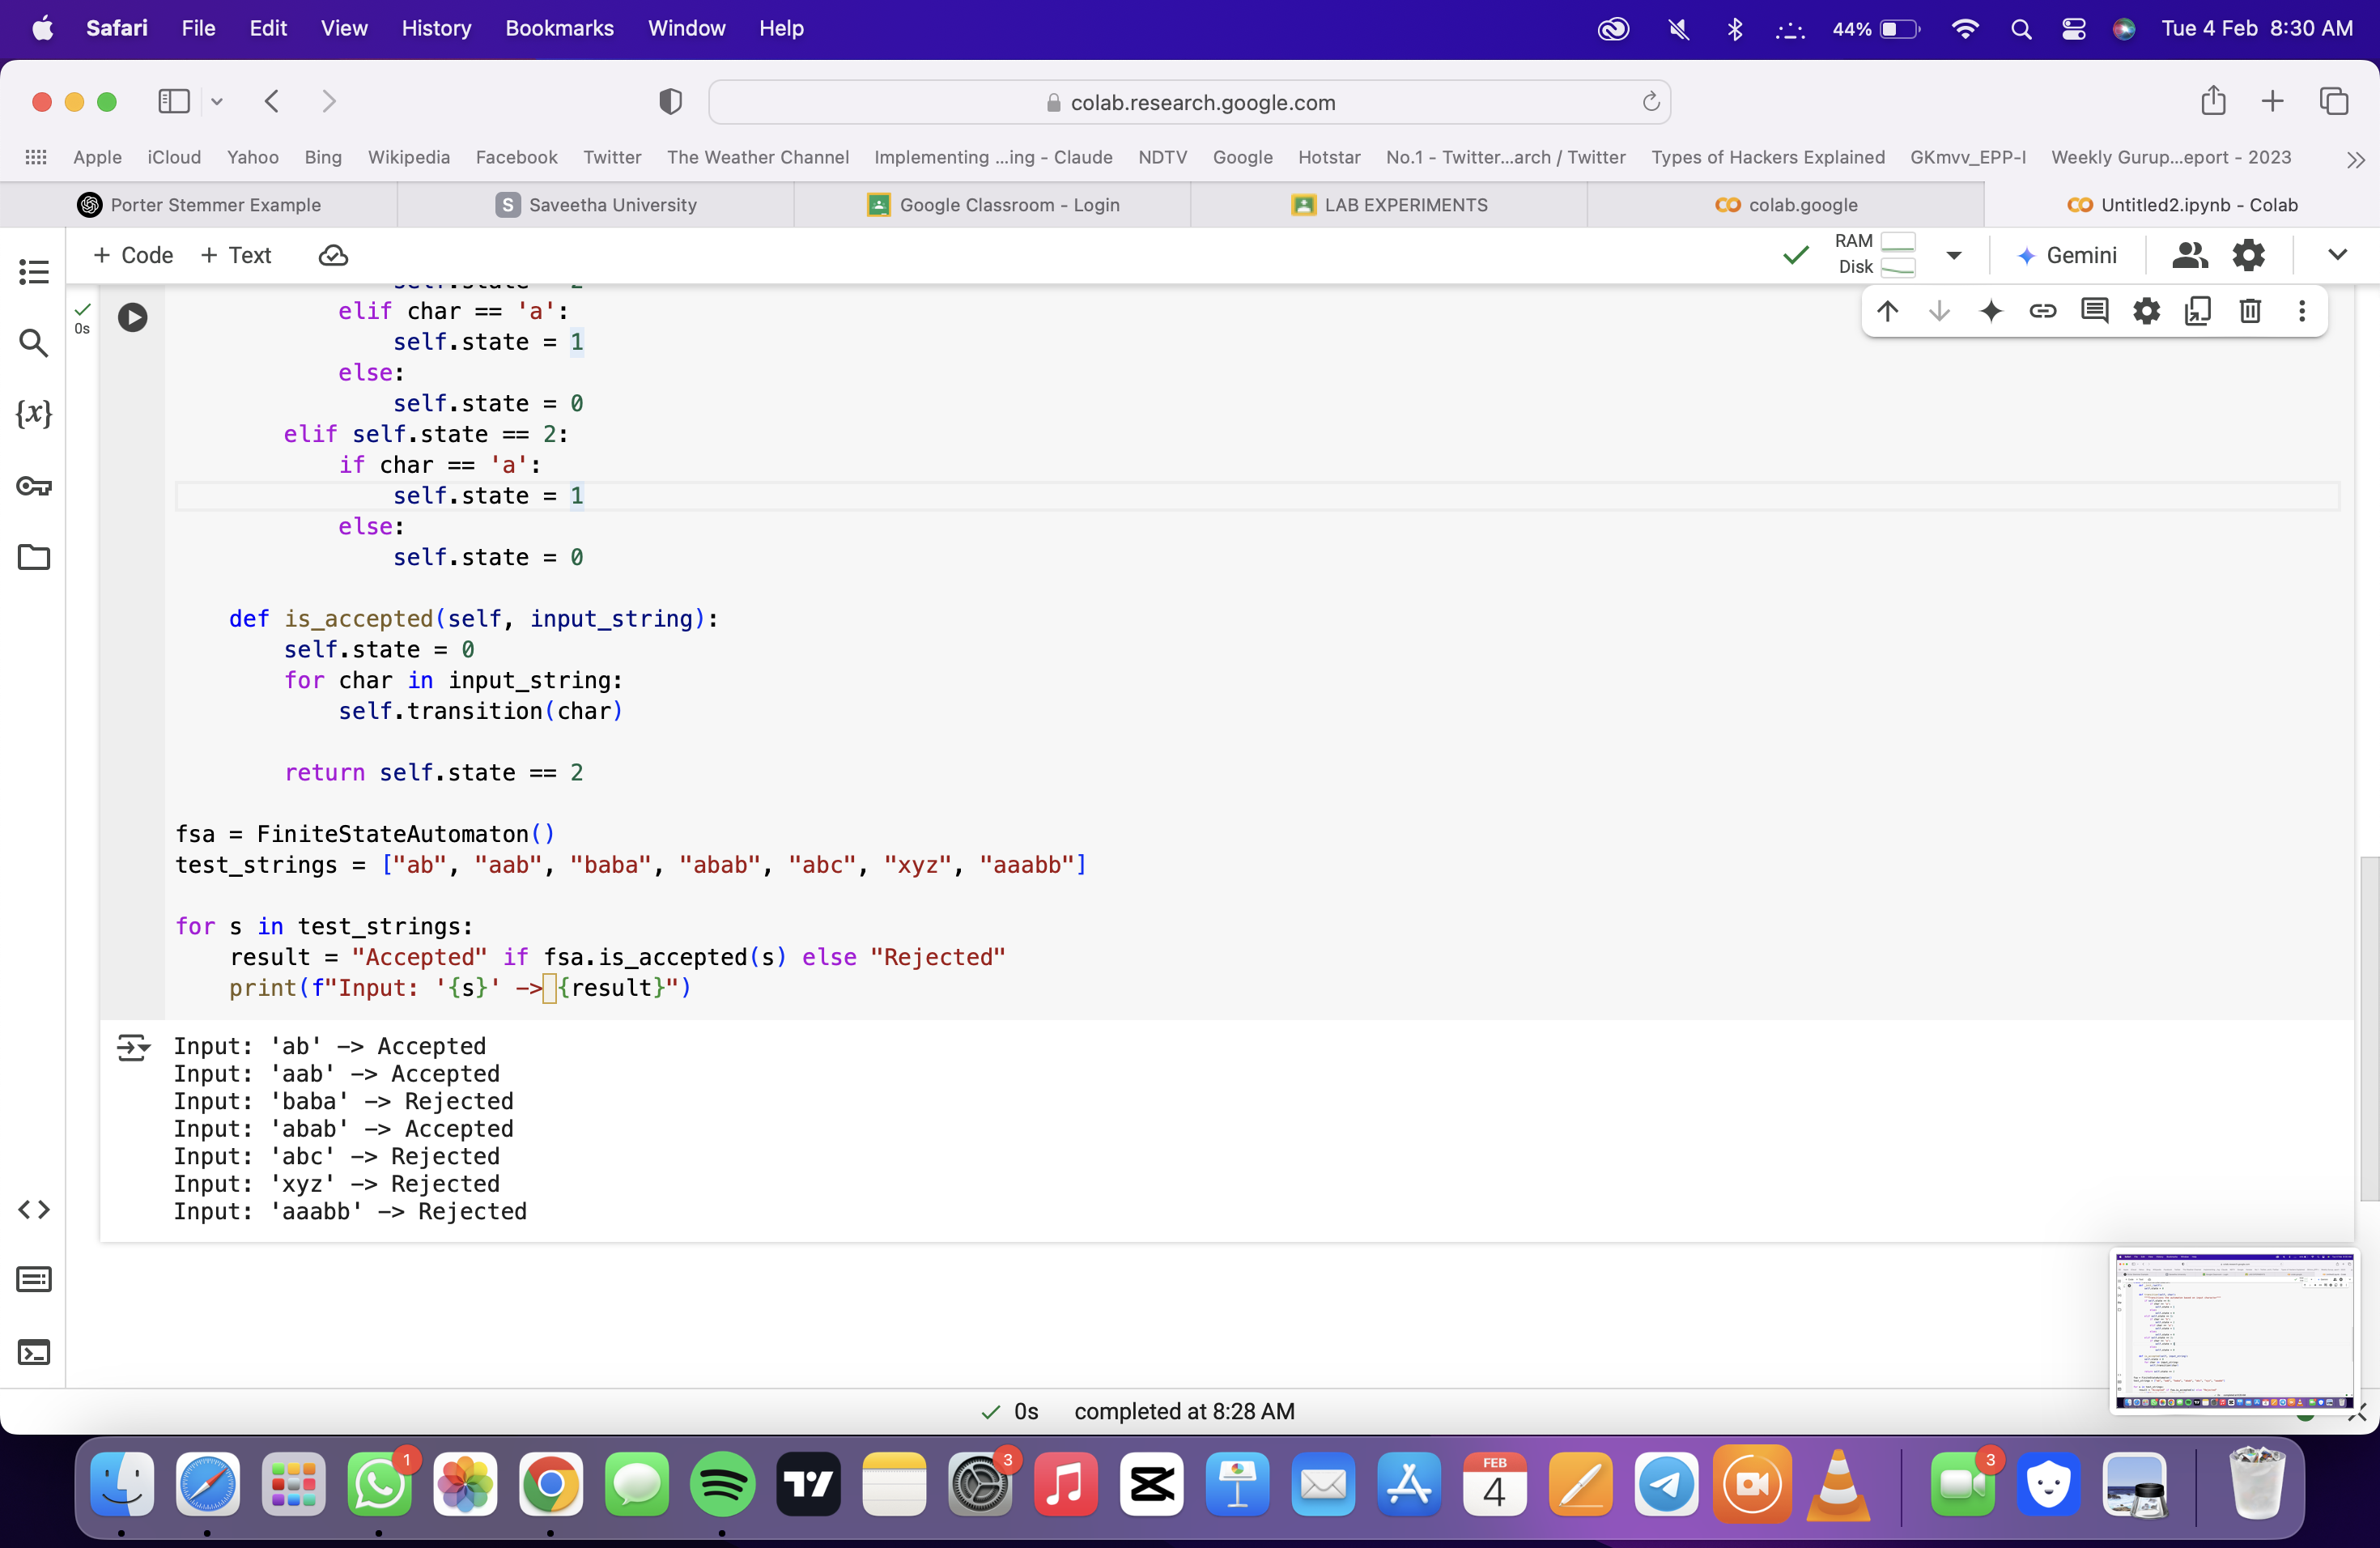 Safari File Edit View History Bookmarks Window Help 44% Tue 4 Feb 8:30 AM
colab.research.google.com
Apple iCloud Yahoo Bing Wikipedia Facebook Twitter The Weather Channel Implementing ...ing - Claude NDTV Google Hotstar No.1 - Twitter...arch / Twitter Types of Hackers Explained GKmvv_EPP-I Weekly Gurup...eport - 2023
Porter Stemmer Example S Saveetha University Google Classroom - Login LAB EXPERIMENTS colab.google Untitled2.ipynb - Colab
+ Code + Text RAM Disk Gemini
0s
elif char == 'a':
self.state = 1
else:
self.state = 0
elif self.state == 2:
if char == 'a':
self.state = 1
else:
self.state = 0
def is_accepted(self, input_string):
self.state = 0
for char in input_string:
self.transition(char)
return self.state == 2
fsa = FiniteStateAutomaton()
test_strings = ["ab", "aab", "baba", "abab", "abc", "xyz", "aaabb"]
for s in test_strings:
result = "Accepted" if fsa.is_accepted(s) else "Rejected"
print(f"Input: '{s}' -> {result}")
Input: 'ab' -> Accepted
Input: 'aab' -> Accepted
Input: 'baba' -> Rejected
Input: 'abab' -> Accepted
Input: 'abc' -> Rejected
Input: 'xyz' -> Rejected
Input: 'aaabb' -> Rejected
0s completed at 8:28 AM
1 3 FEB 4 3